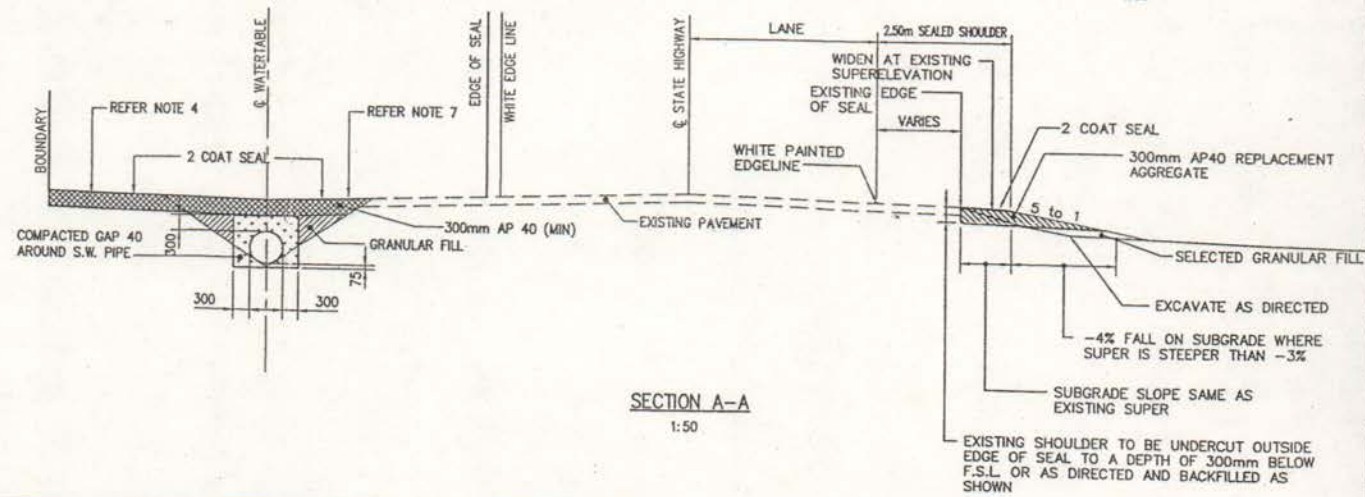 BOUNDARY
REFER NOTE 4
℄ WATERTABLE
2 COAT SEAL
REFER NOTE 7
EDGE OF SEAL
WHITE EDGE LINE
℄ STATE HIGHWAY
LANE
2.50m SEALED SHOULDER
WIDEN AT EXISTING
SUPERELEVATION
EXISTING EDGE
OF SEAL
VARIES
2 COAT SEAL
WHITE PAINTED
EDGELINE
300mm AP40 REPLACEMENT
AGGREGATE
5 to 1
COMPACTED GAP 40
AROUND S.W. PIPE
300
300mm AP 40 (MIN)
GRANULAR FILL
75
300
300
EXISTING PAVEMENT
SELECTED GRANULAR FILL
EXCAVATE AS DIRECTED
-4% FALL ON SUBGRADE WHERE
SUPER IS STEEPER THAN -3%
SUBGRADE SLOPE SAME AS
EXISTING SUPER
EXISTING SHOULDER TO BE UNDERCUT OUTSIDE
EDGE OF SEAL TO A DEPTH OF 300mm BELOW
F.S.L. OR AS DIRECTED AND BACKFILLED AS
SHOWN
SECTION A-A
1:50